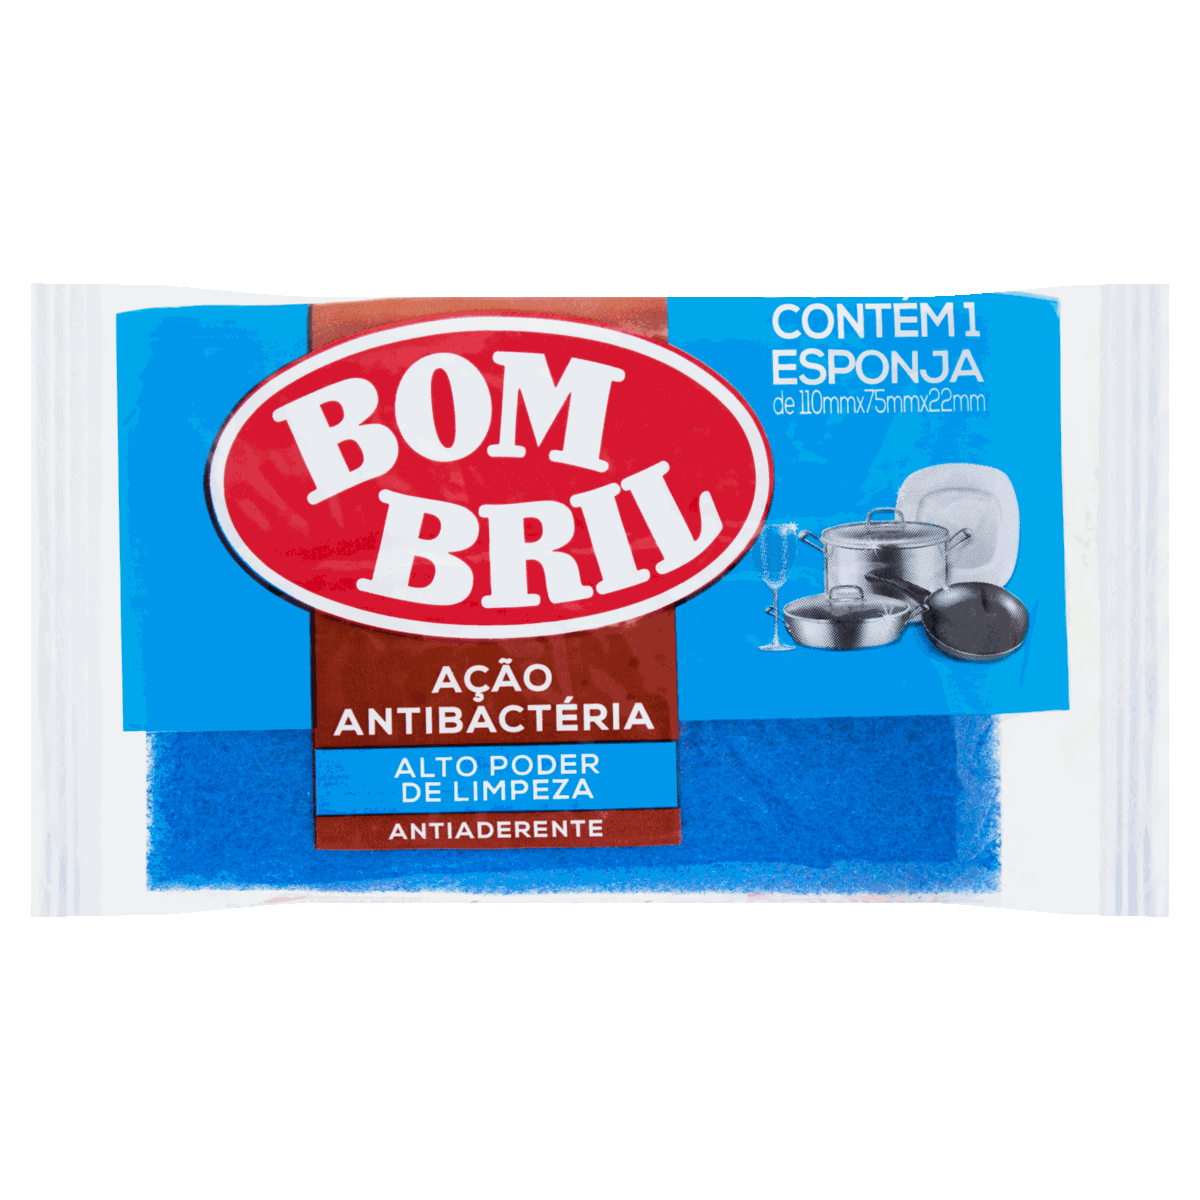 BOM
BRIL
AÇÃO
ANTIBACTÉRIA
ALTO PODER
DE LIMPEZA
ANTIADERENTE
CONTÉM 1
ESPONJA
de 110mmx75mmx22mm